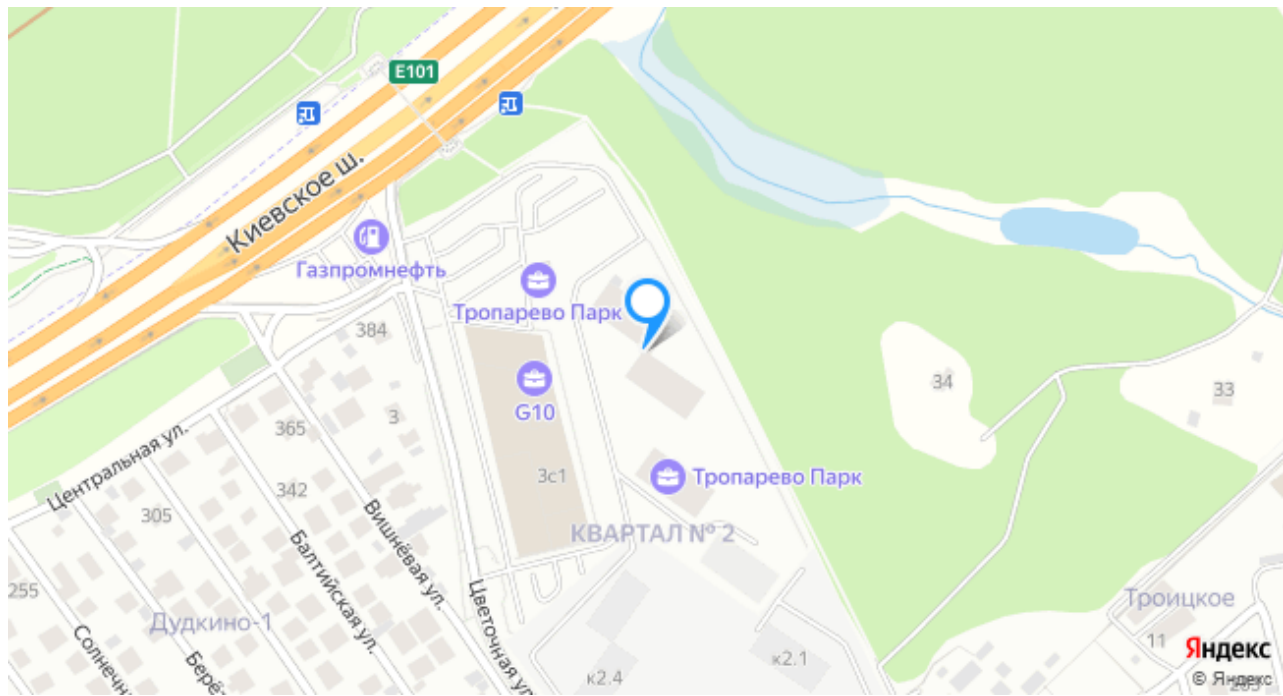 E101
Киевское ш.
Газпромнефть
Тропарево Парк
384
G10
3
365
34
33
Центральная ул.
3с1
Тропарево Парк
342
305
КВАРТАЛ № 2
Вишнёвая ул.
Балтийская ул.
255
Дудкино-1
Цветочная ул.
Троицкое
Солнечн
Берё
11
к2.1
к2.4
Яндекс
© Яндекс